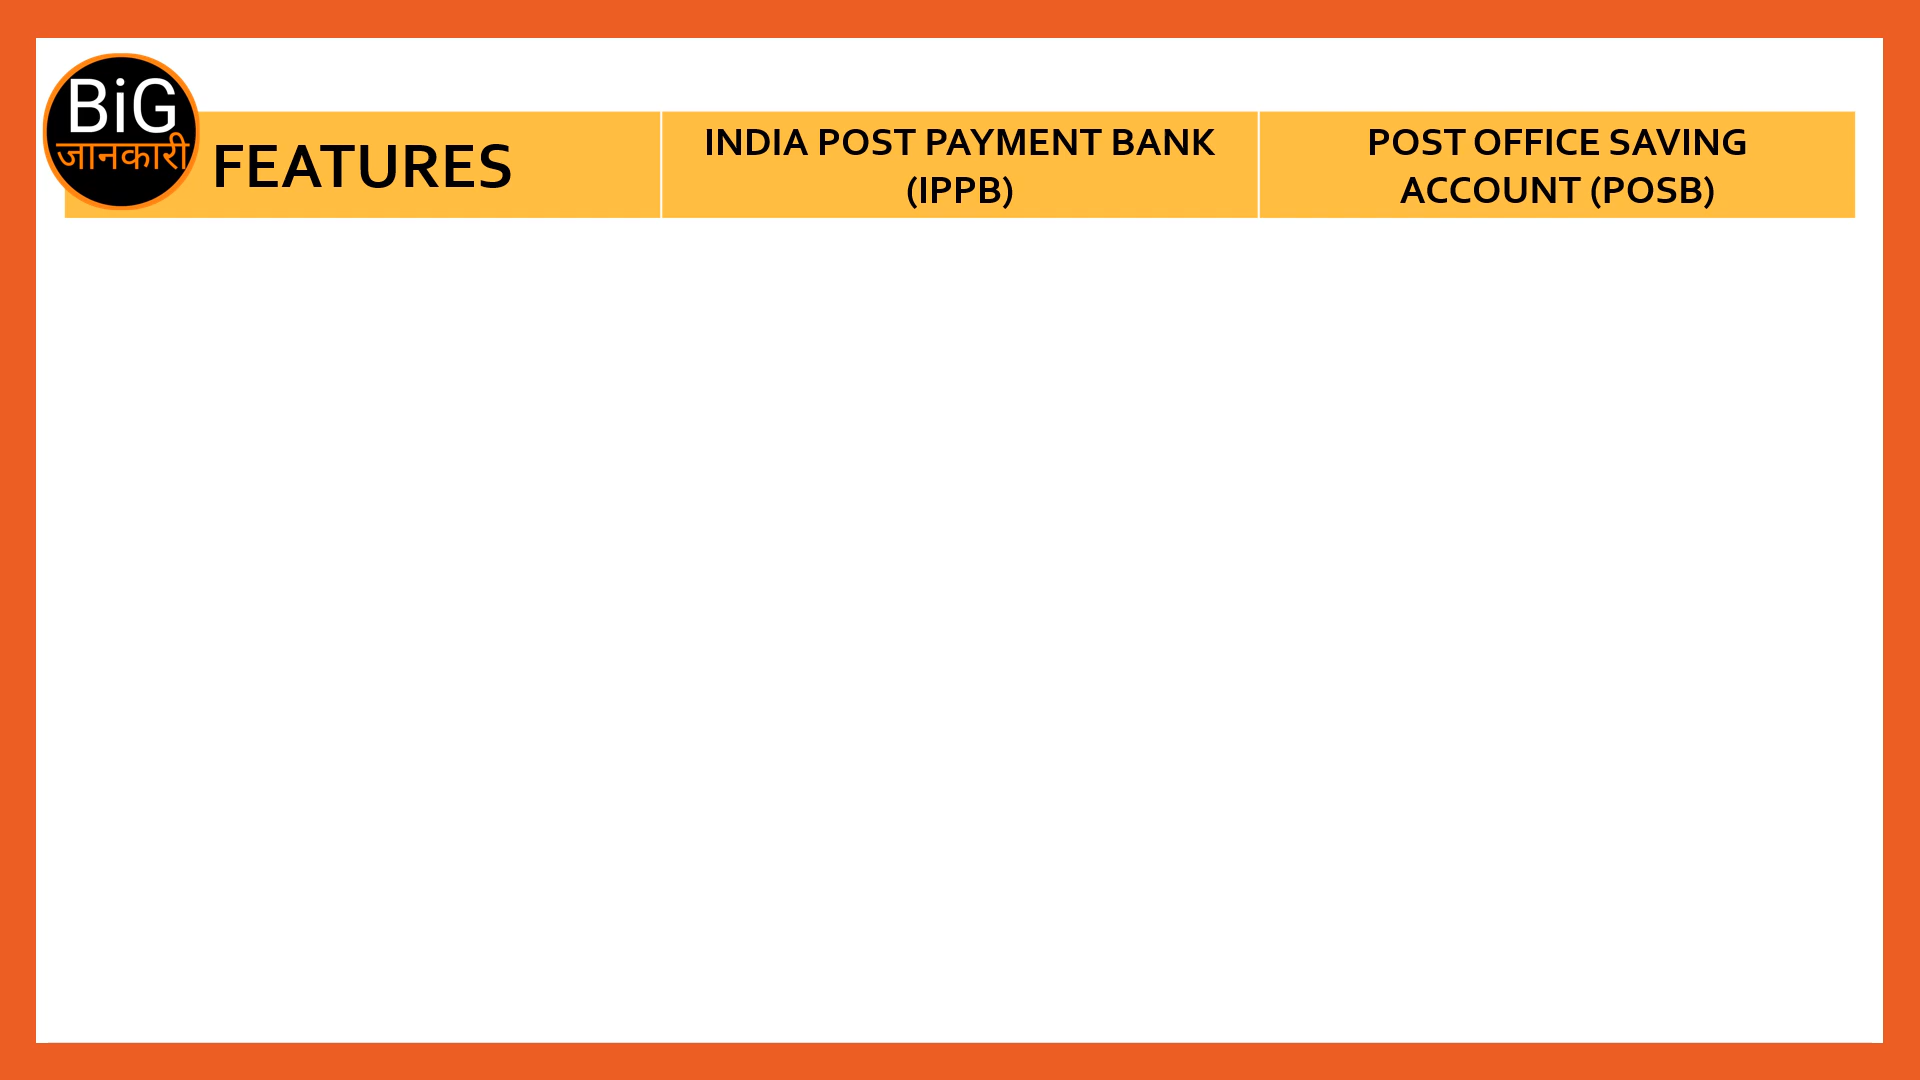 BiG
जानकारी
FEATURES
INDIA POST PAYMENT BANK
(IPPB)
POST OFFICE SAVING
ACCOUNT (POSB)